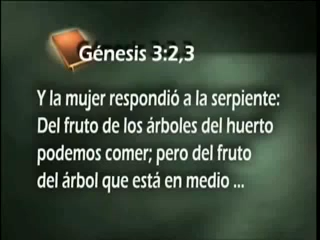 Génesis 3:2,3
Y la mujer respondió a la serpiente:
Del fruto de los árboles del huerto
podemos comer; pero del fruto
del árbol que está en medio ...